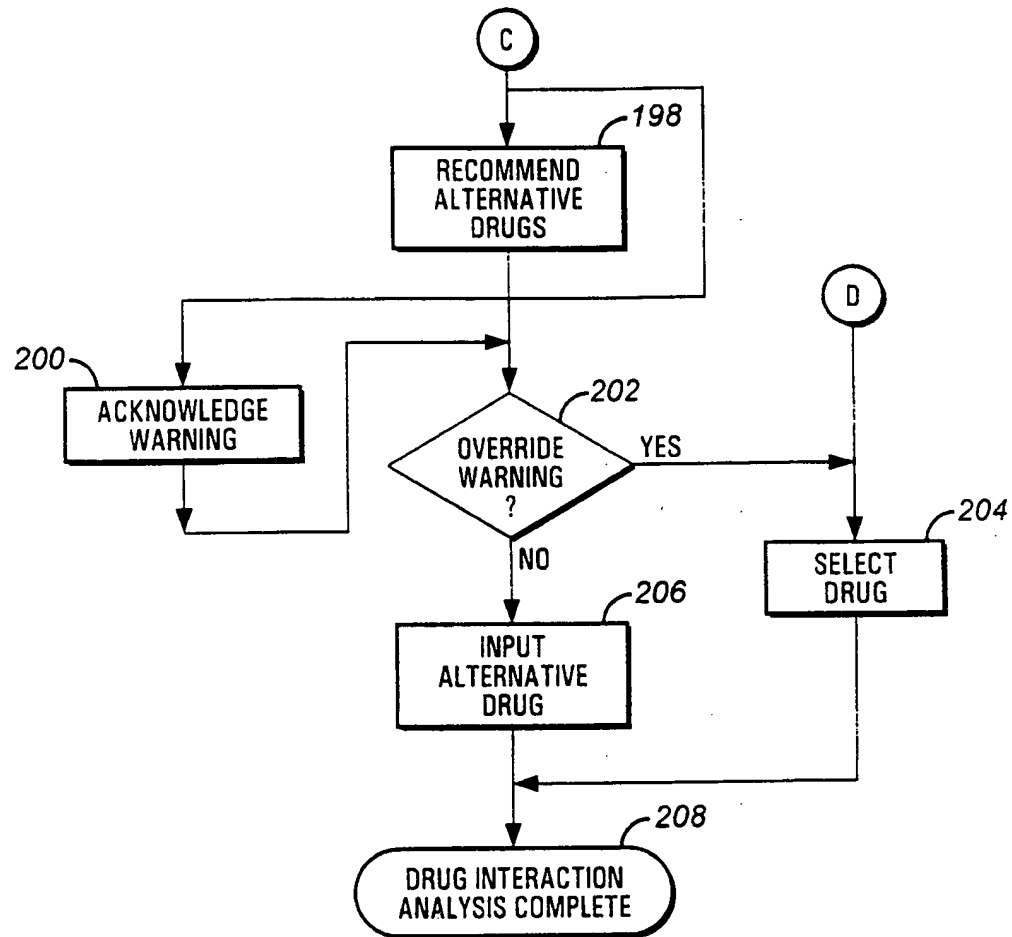 C
198
RECOMMEND
ALTERNATIVE
DRUGS
D
200
ACKNOWLEDGE
WARNING
202
OVERRIDE
WARNING
?
YES
NO
204
SELECT
DRUG
206
INPUT
ALTERNATIVE
DRUG
208
DRUG INTERACTION
ANALYSIS COMPLETE